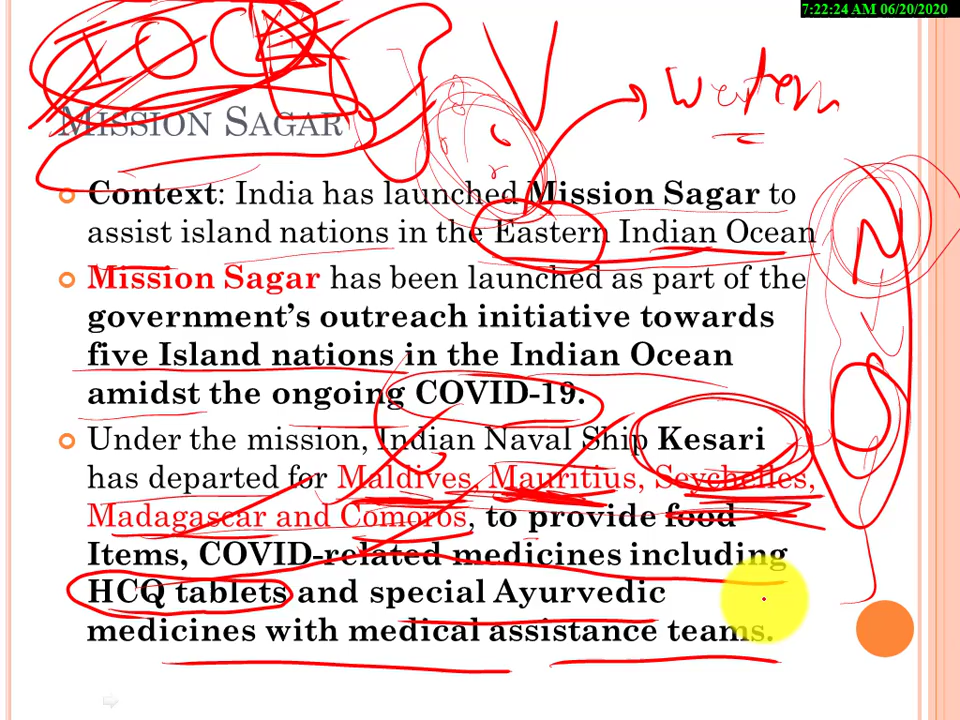 7:22:24 AM 06/20/2020
MISSION SAGAR
Context: India has launched Mission Sagar to
assist island nations in the Eastern Indian Ocean
Mission Sagar has been launched as part of the
government's outreach initiative towards
five Island nations in the Indian Ocean
amidst the ongoing COVID-19.
Under the mission, Indian Naval Ship Kesari
has departed for Maldives, Mauritius, Seychelles,
Madagascar and Comoros, to provide food
Items, COVID-related medicines including
HCQ tablets and special Ayurvedic
medicines with medical assistance teams.
Western